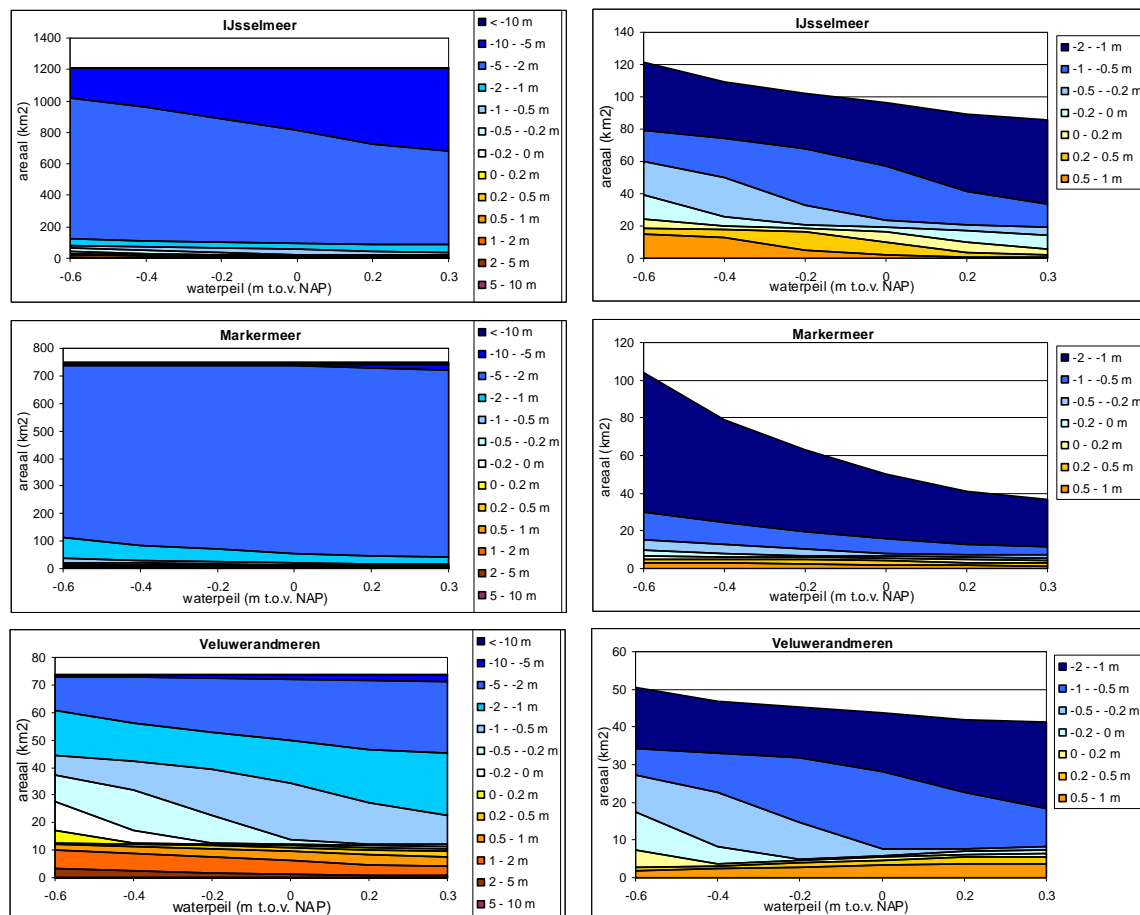 IJsselmeer
areaal (km2)
1400
1200
1000
800
600
400
200
0
-0.6 -0.4 -0.2 0 0.2 0.3
waterpeil (m t.o.v. NAP)
< -10 m
-10 - -5 m
-5 - -2 m
-2 - -1 m
-1 - -0.5 m
-0.5 - -0.2 m
-0.2 - 0 m
0 - 0.2 m
0.2 - 0.5 m
0.5 - 1 m
1 - 2 m
2 - 5 m
5 - 10 m
IJsselmeer
areaal (km2)
140
120
100
80
60
40
20
0
-0.6 -0.4 -0.2 0 0.2 0.3
waterpeil (m t.o.v. NAP)
-2 - -1 m
-1 - -0.5 m
-0.5 - -0.2 m
-0.2 - 0 m
0 - 0.2 m
0.2 - 0.5 m
0.5 - 1 m
Markermeer
areaal (km2)
800
700
600
500
400
300
200
100
0
-0.6 -0.4 -0.2 0 0.2 0.3
waterpeil (m t.o.v. NAP)
< -10 m
-10 - -5 m
-5 - -2 m
-2 - -1 m
-1 - -0.5 m
-0.5 - -0.2 m
-0.2 - 0 m
0 - 0.2 m
0.2 - 0.5 m
0.5 - 1 m
1 - 2 m
2 - 5 m
5 - 10 m
Markermeer
areaal (km2)
120
100
80
60
40
20
0
-0.6 -0.4 -0.2 0 0.2 0.3
waterpeil (m t.o.v. NAP)
-2 - -1 m
-1 - -0.5 m
-0.5 - -0.2 m
-0.2 - 0 m
0 - 0.2 m
0.2 - 0.5 m
0.5 - 1 m
Veluwerandmeren
areaal (km2)
80
70
60
50
40
30
20
10
0
-0.6 -0.4 -0.2 0 0.2 0.3
waterpeil (m t.o.v. NAP)
< -10 m
-10 - -5 m
-5 - -2 m
-2 - -1 m
-1 - -0.5 m
-0.5 - -0.2 m
-0.2 - 0 m
0 - 0.2 m
0.2 - 0.5 m
0.5 - 1 m
1 - 2 m
2 - 5 m
5 - 10 m
Veluwerandmeren
areaal (km2)
60
50
40
30
20
10
0
-0.6 -0.4 -0.2 0 0.2 0.3
waterpeil (m t.o.v. NAP)
-2 - -1 m
-1 - -0.5 m
-0.5 - -0.2 m
-0.2 - 0 m
0 - 0.2 m
0.2 - 0.5 m
0.5 - 1 m